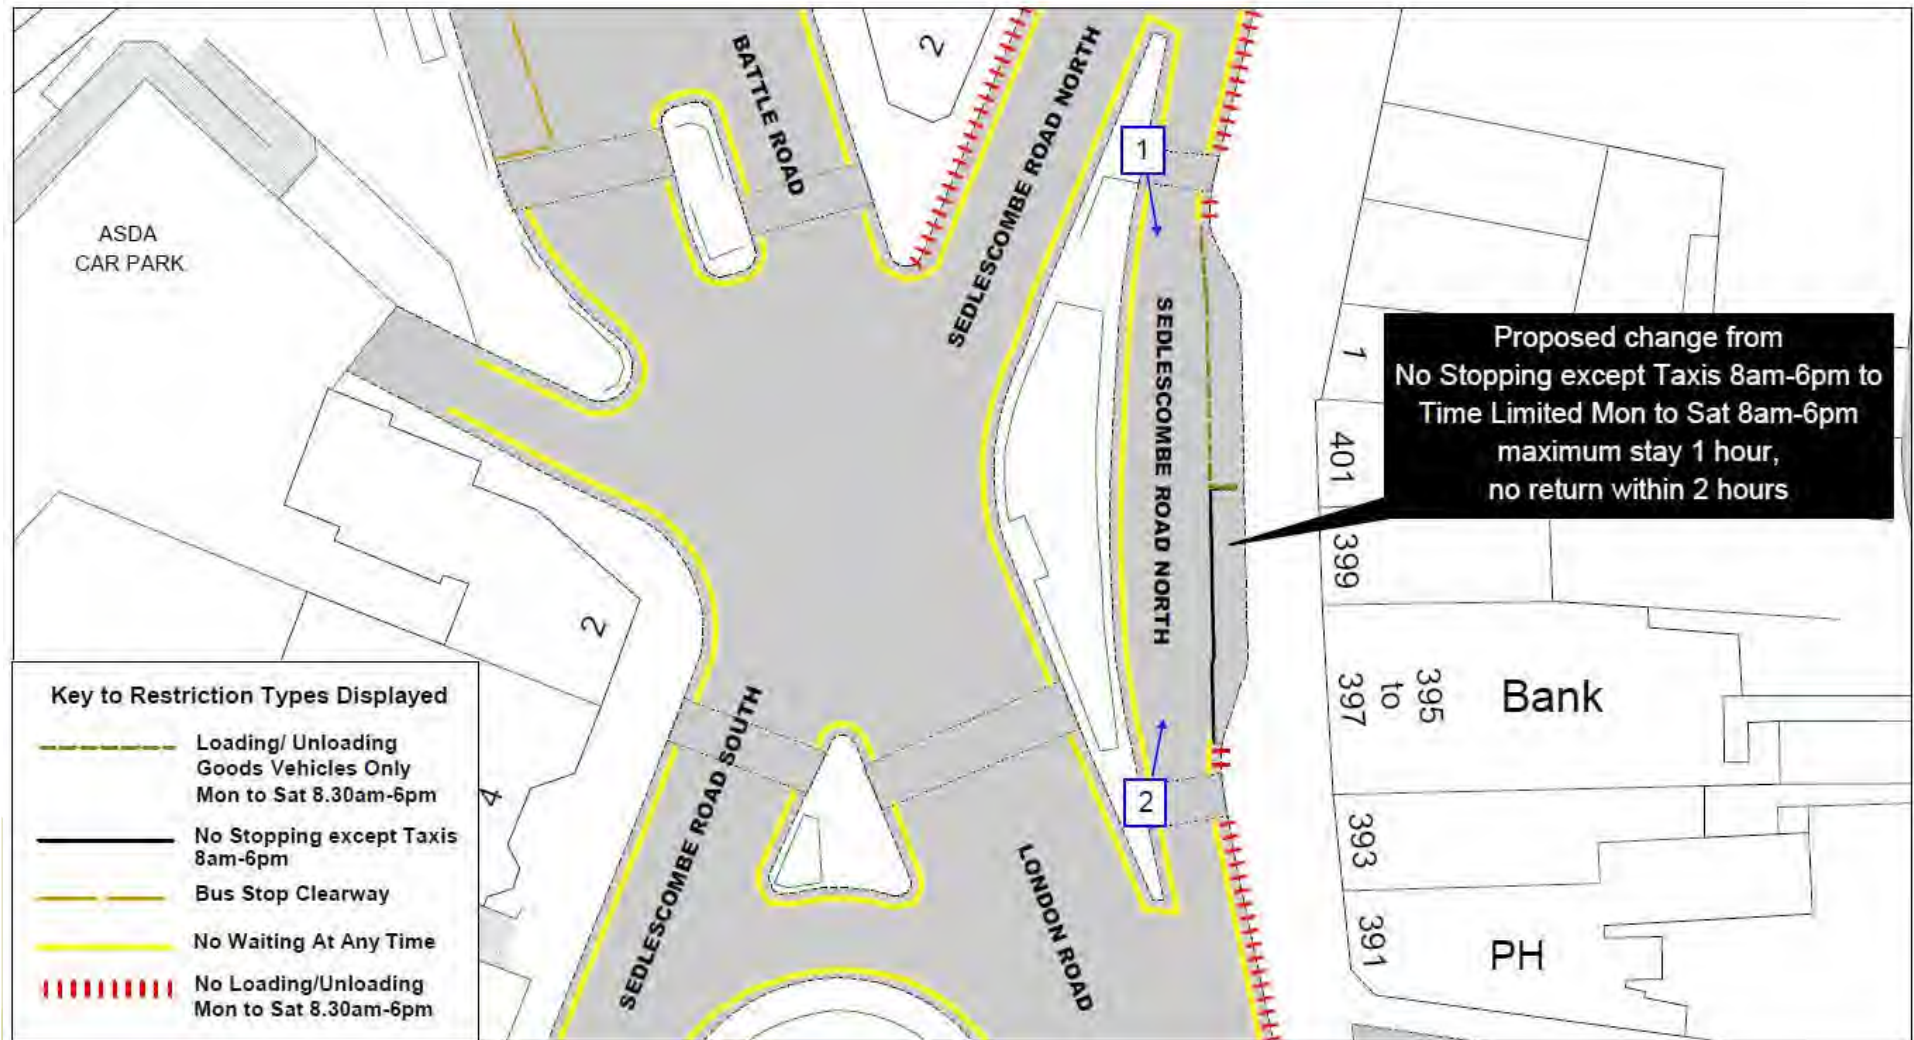 BATTLE ROAD
2
SEDLESCOMBE ROAD NORTH
1
ASDA
CAR PARK
SEDLESCOMBE ROAD NORTH
1
Proposed change from
No Stopping except Taxis 8am-6pm to
Time Limited Mon to Sat 8am-6pm
maximum stay 1 hour,
no return within 2 hours
401
399
2
395
to
397
Bank
SEDLESCOMBE ROAD SOUTH
4
2
393
LONDON ROAD
391
PH
Key to Restriction Types Displayed
Loading/ Unloading
Goods Vehicles Only
Mon to Sat 8.30am-6pm
No Stopping except Taxis
8am-6pm
Bus Stop Clearway
No Waiting At Any Time
No Loading/Unloading
Mon to Sat 8.30am-6pm